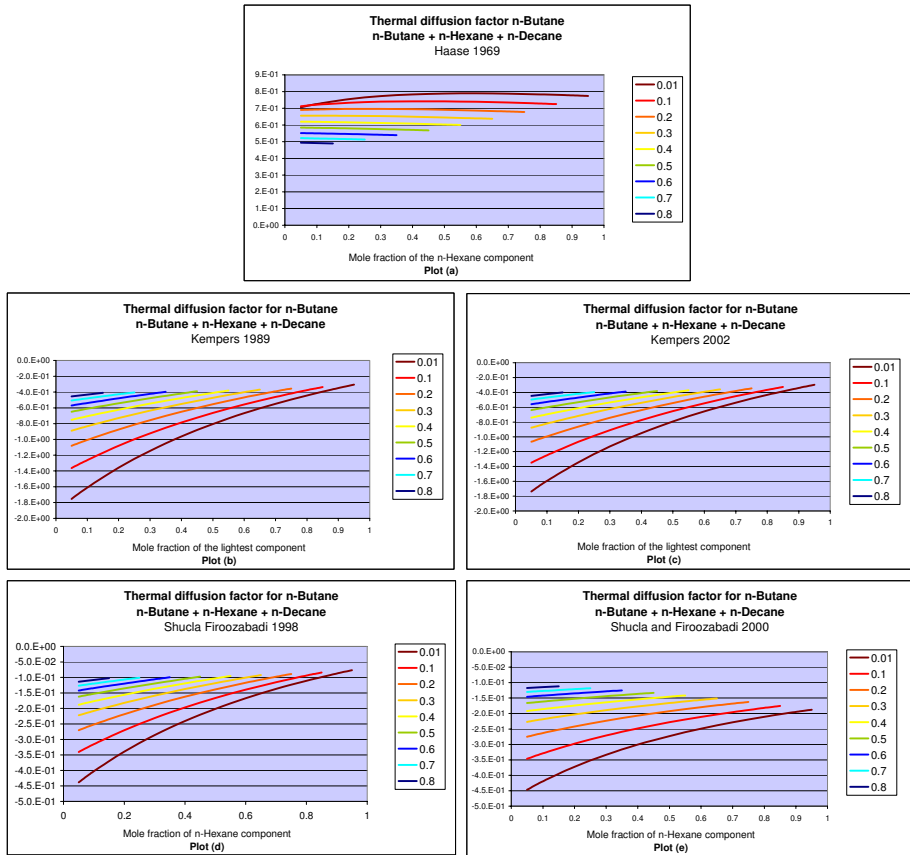 Thermal diffusion factor n-Butane
n-Butane + n-Hexane + n-Decane
Haase 1969
9.E-01
8.E-01
7.E-01
6.E-01
5.E-01
4.E-01
3.E-01
2.E-01
1.E-01
0.E+00
0 0.1 0.2 0.3 0.4 0.5 0.6 0.7 0.8 0.9 1
Mole fraction of the n-Hexane component
Plot (a)
0.01
0.1
0.2
0.3
0.4
0.5
0.6
0.7
0.8
Thermal diffusion factor for n-Butane
n-Butane + n-Hexane + n-Decane
Kempers 1989
0.0.E+00
-2.0.E-01
-4.0.E-01
-6.0.E-01
-8.0.E-01
-1.0.E+00
-1.2.E+00
-1.4.E+00
-1.6.E+00
-1.8.E+00
-2.0.E+00
0 0.1 0.2 0.3 0.4 0.5 0.6 0.7 0.8 0.9 1
Mole fraction of the lightest component
Plot (b)
0.01
0.1
0.2
0.3
0.4
0.5
0.6
0.7
0.8
Thermal diffusion factor for n-Butane
n-Butane + n-Hexane + n-Decane
Kempers 2002
0.0.E+00
-2.0.E-01
-4.0.E-01
-6.0.E-01
-8.0.E-01
-1.0.E+00
-1.2.E+00
-1.4.E+00
-1.6.E+00
-1.8.E+00
-2.0.E+00
0 0.1 0.2 0.3 0.4 0.5 0.6 0.7 0.8 0.9 1
Mole fraction of the lightest component
Plot (c)
0.01
0.1
0.2
0.3
0.4
0.5
0.6
0.7
0.8
Thermal diffusion factor for n-Butane
n-Butane + n-Hexane + n-Decane
Shucla Firoozabadi 1998
0.0.E+00
-5.0.E-02
-1.0.E-01
-1.5.E-01
-2.0.E-01
-2.5.E-01
-3.0.E-01
-3.5.E-01
-4.0.E-01
-4.5.E-01
-5.0.E-01
0 0.2 0.4 0.6 0.8 1
Mole fraction of n-Hexane component
Plot (d)
0.01
0.1
0.2
0.3
0.4
0.5
0.6
0.7
0.8
Thermal diffusion factor for n-Butane
n-Butane + n-Hexane + n-Decane
Shucla and Firoozabadi 2000
0.0.E+00
-5.0.E-02
-1.0.E-01
-1.5.E-01
-2.0.E-01
-2.5.E-01
-3.0.E-01
-3.5.E-01
-4.0.E-01
-4.5.E-01
-5.0.E-01
0 0.1 0.2 0.3 0.4 0.5 0.6 0.7 0.8 0.9 1
Mole fraction of n-Hexane component
Plot (e)
0.01
0.1
0.2
0.3
0.4
0.5
0.6
0.7
0.8